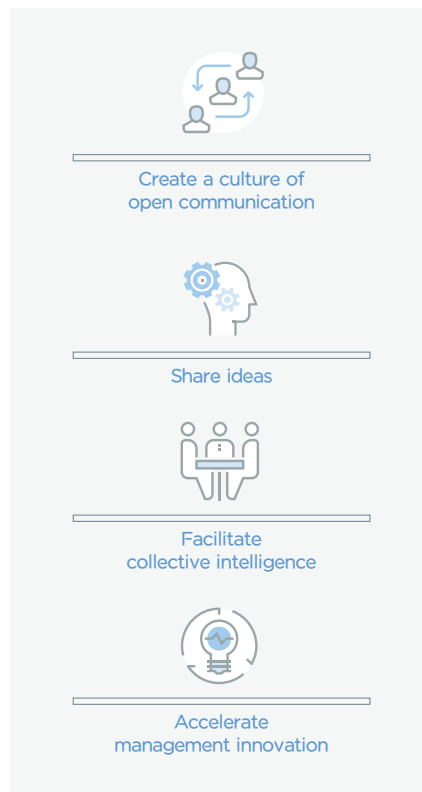 Create a culture of
open communication
Share ideas
Facilitate
collective intelligence
Accelerate
management innovation